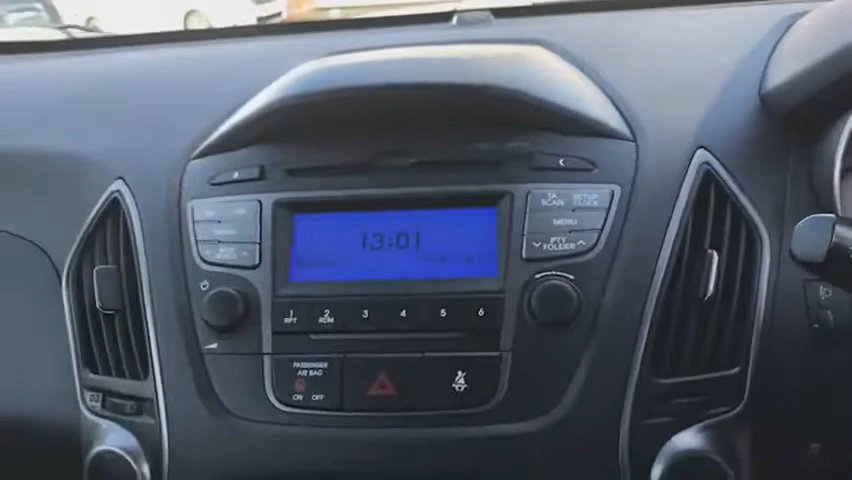 TA
SCAN
SETUP
CLOCK
MENU
13:01
PTY
FOLDER
1
RPT
2
RDM
3
4
5
6
PASSENGER
AIR BAG
ON OFF